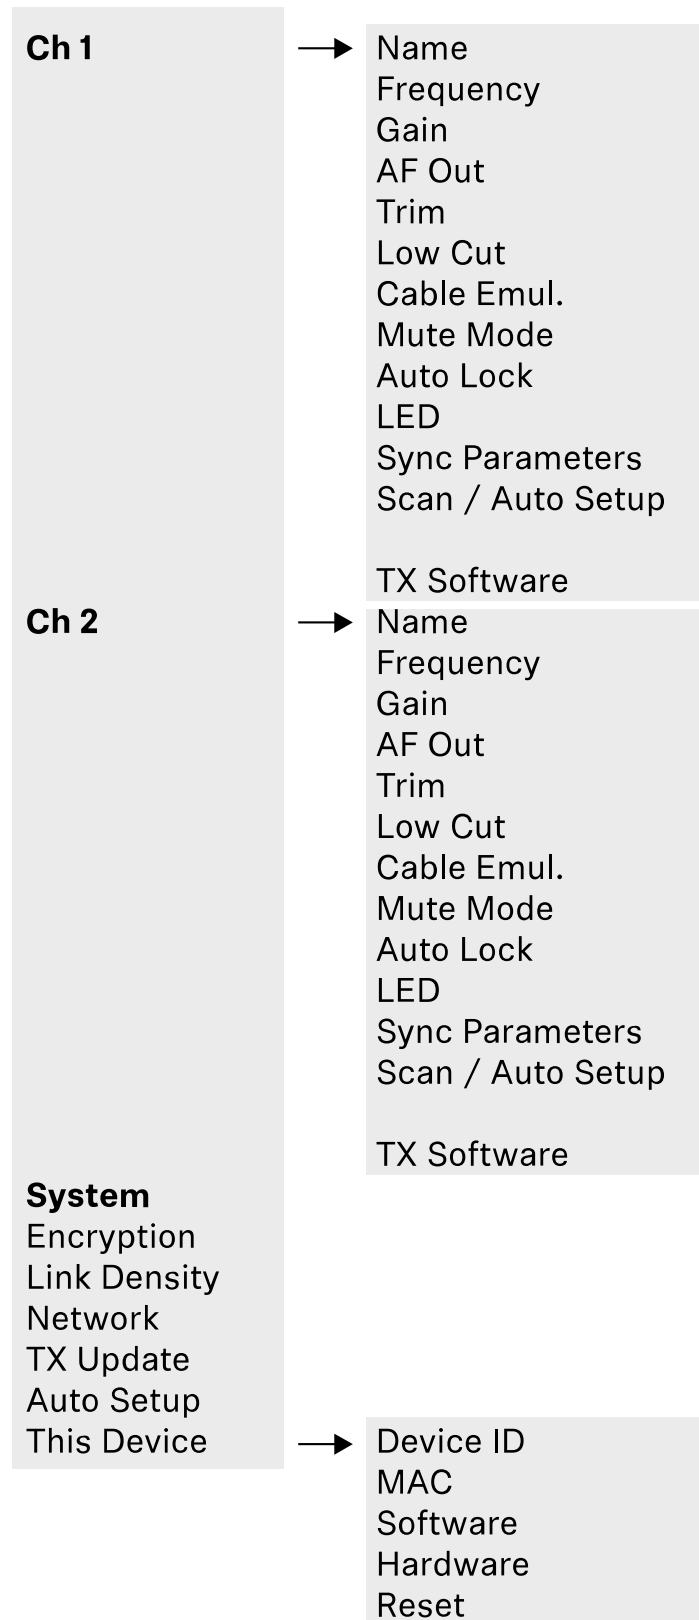 Ch 1
Name
Frequency
Gain
AF Out
Trim
Low Cut
Cable Emul.
Mute Mode
Auto Lock
LED
Sync Parameters
Scan / Auto Setup
TX Software
Ch 2
Name
Frequency
Gain
AF Out
Trim
Low Cut
Cable Emul.
Mute Mode
Auto Lock
LED
Sync Parameters
Scan / Auto Setup
TX Software
System
Encryption
Link Density
Network
TX Update
Auto Setup
This Device
Device ID
MAC
Software
Hardware
Reset